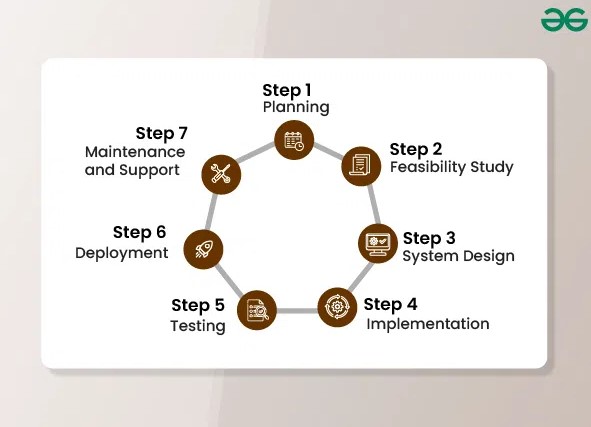 Step 1
Planning
Step 2
Feasibility Study
Step 3
System Design
Step 4
Implementation
Step 5
Testing
Step 6
Deployment
Step 7
Maintenance
and Support